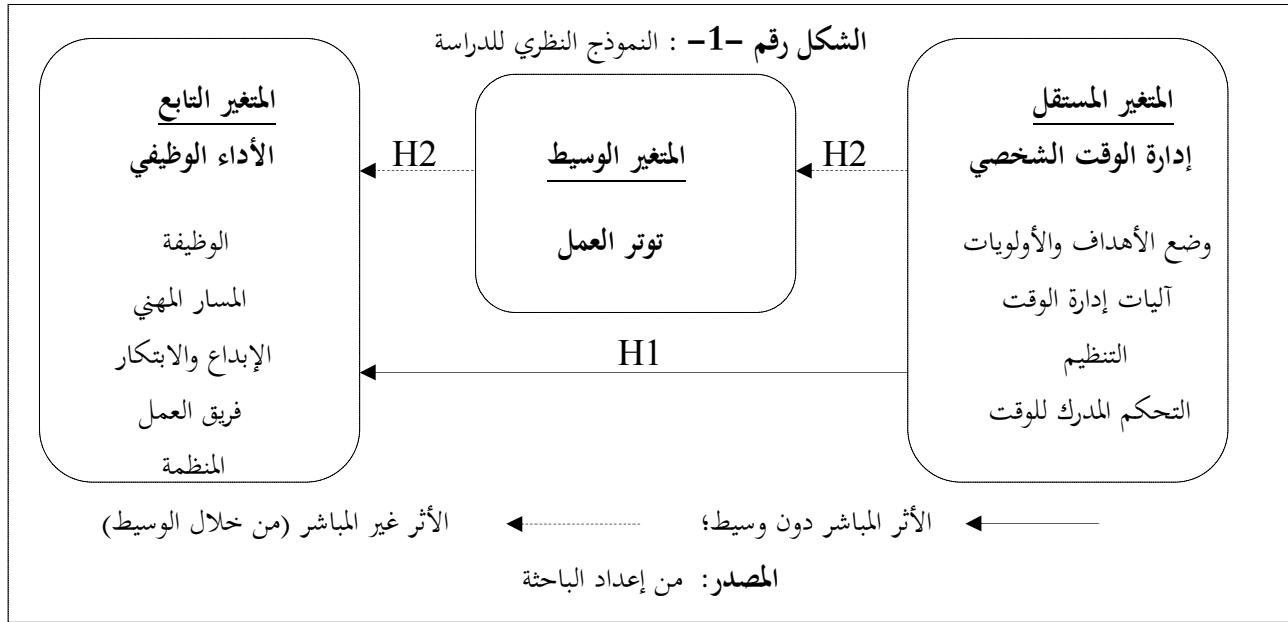 الشكل رقم –1– : النموذج النظري للدراسة
المتغير المستقل
إدارة الوقت الشخصي
وضع الأهداف والأولويات
آليات إدارة الوقت
التنظيم
التحكم المدرك للوقت
H2
المتغير الوسيط
توتر العمل
H2
H1
المتغير التابع
الأداء الوظيفي
الوظيفة
المسار المهني
الإبداع والابتكار
فريق العمل
المنظمة
الأثر المباشر دون وسيط؛
الأثر غير المباشر (من خلال الوسيط)
المصدر: من إعداد الباحثة